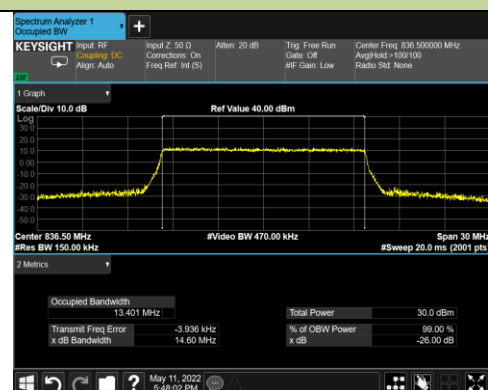 Spectrum Analyzer 1
Occupied BW
+
KEYSIGHT Input: RF Input Z: 50 Ω Atten: 20 dB Trig: Free Run Center Freq: 836.500000 MHz
Coupling: DC Corrections: On Gate: Off Avg|Hold:>100/100
Align: Auto Freq Ref: Int (S) #IF Gain: Low Radio Std: None
1 Graph
Scale/Div 10.0 dB Ref Value 40.00 dBm
Log
30.0
20.0
10.0
0.00
-10.0
-20.0
-30.0
-40.0
-50.0
Center 836.50 MHz #Video BW 470.00 kHz Span 30 MHz
#Res BW 150.00 kHz #Sweep 20.0 ms (2001 pts)
2 Metrics
Occupied Bandwidth
13.401 MHz Total Power 30.0 dBm
Transmit Freq Error -3.936 kHz % of OBW Power 99.00 %
x dB Bandwidth 14.60 MHz x dB -26.00 dB
? May 11, 2022
5:48:02 PM